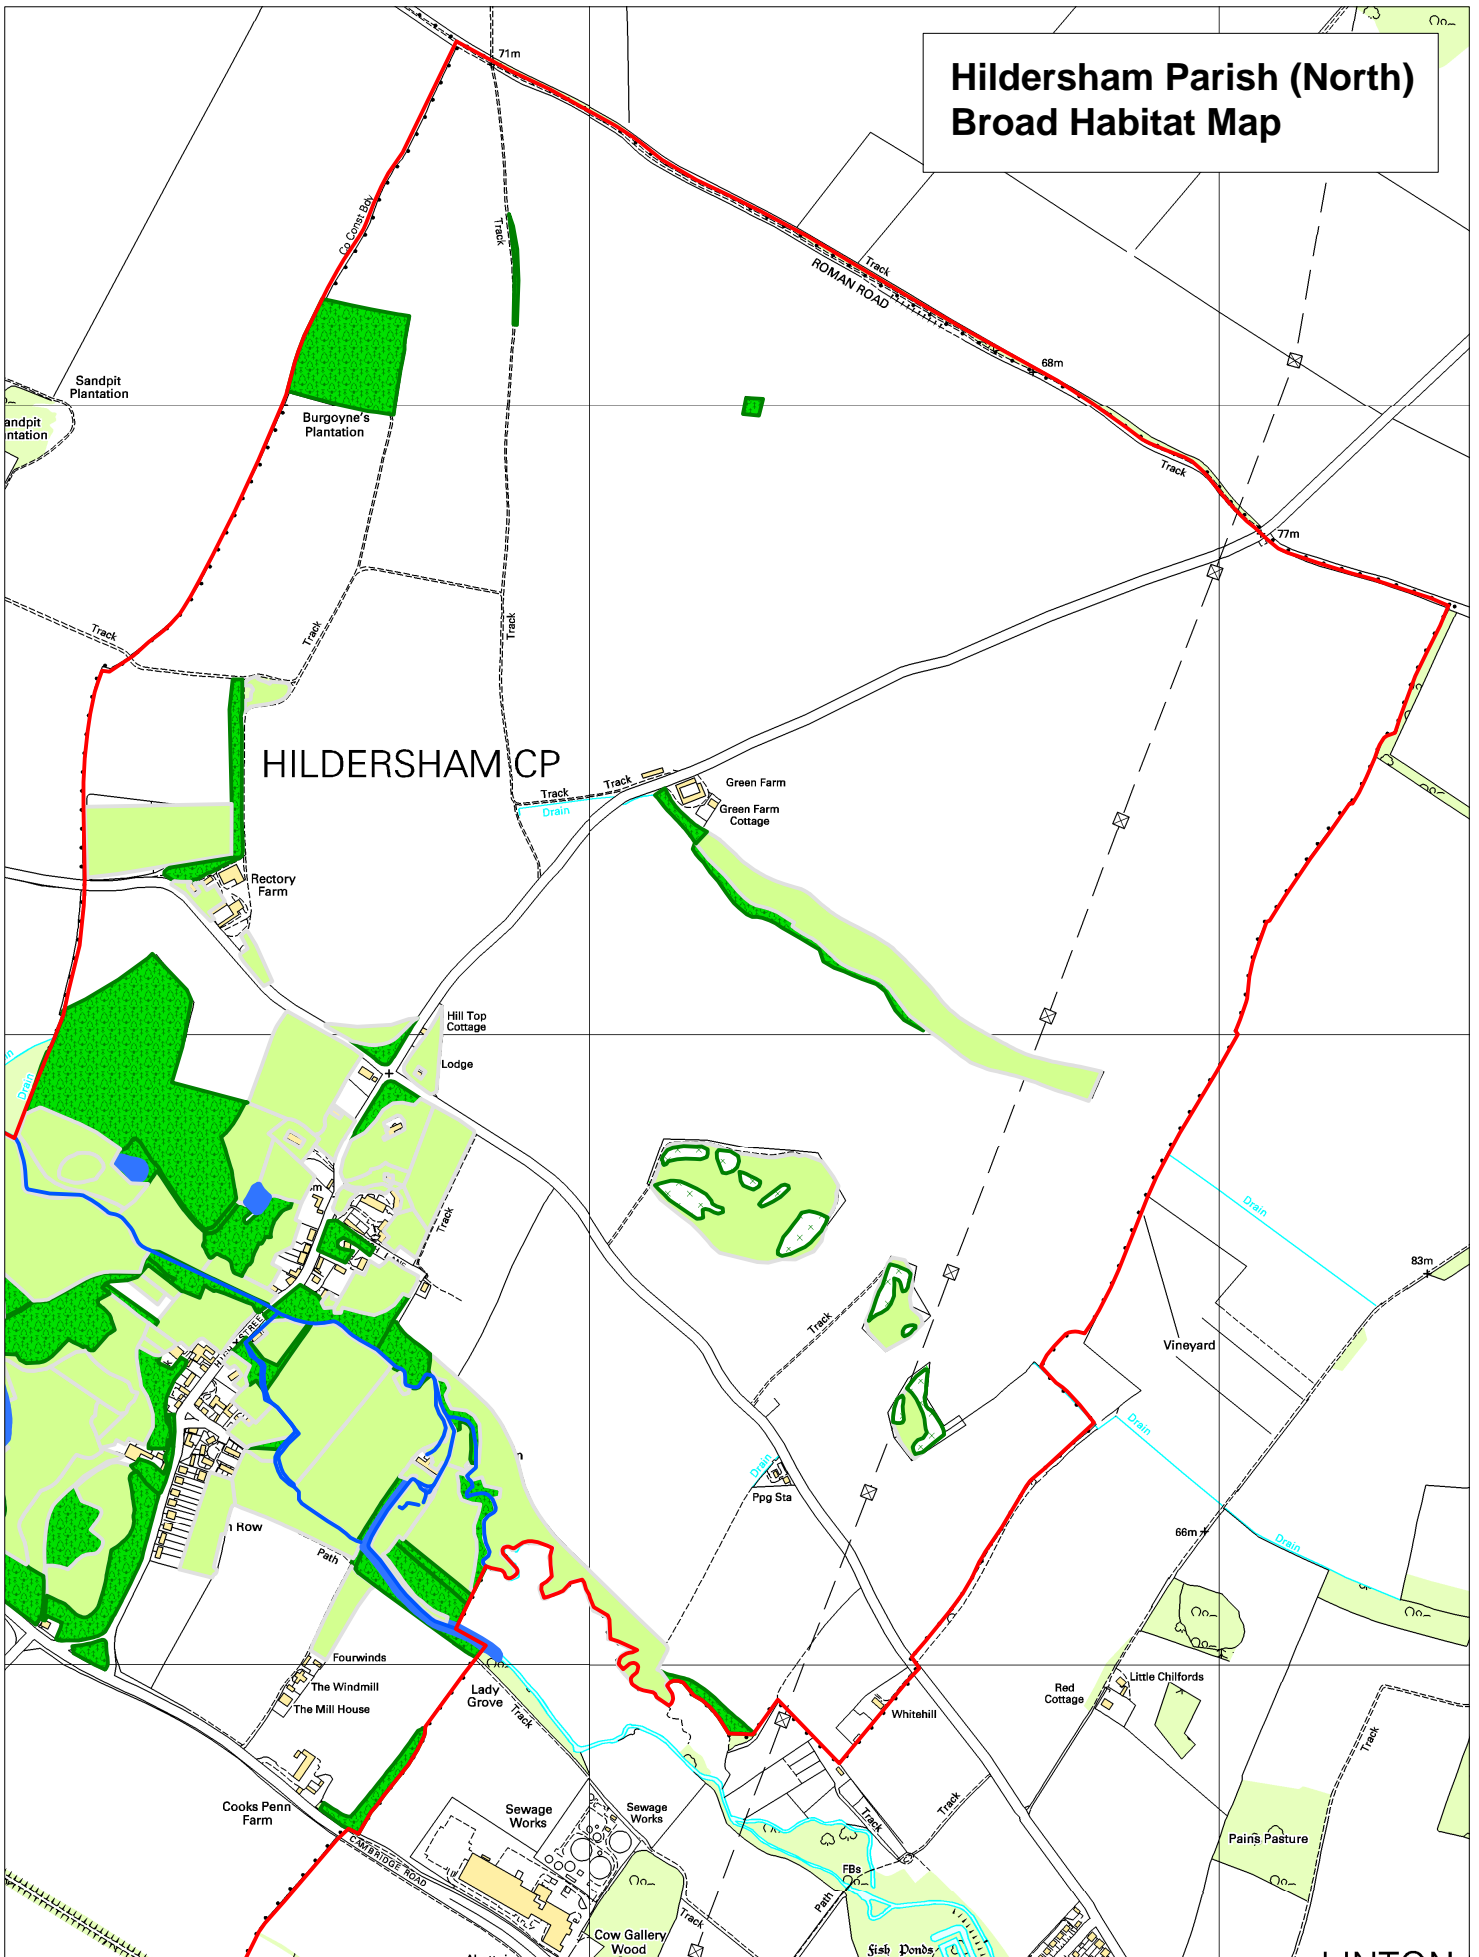 Hildersham Parish (North)
Broad Habitat Map
71m
Co Const Bdy
Track
ROMAN ROAD
Track
68m
Sandpit
Plantation
andpit
ntation
Burgoyne's
Plantation
Track
77m
Track
Track
Track
HILDERSHAM CP
Track
Track
Drain
Green Farm
Green Farm
Cottage
Rectory
Farm
Hill Top
Cottage
Lodge
Drain
Track
Drain
83m
Track
Vineyard
Drain
Drain
Ppg Sta
66m
Drain
n Row
Path
Fourwinds
The Windmill
The Mill House
Lady
Grove
Track
Whitehill
Red
Cottage
Little Chilfords
Track
Cooks Penn
Farm
CAMBRIDGE ROAD
Sewage
Works
Sewage
Works
Track
Track
Pains Pasture
FBs
Path
Track
Cow Gallery
Wood
Fish Ponds
LINTON